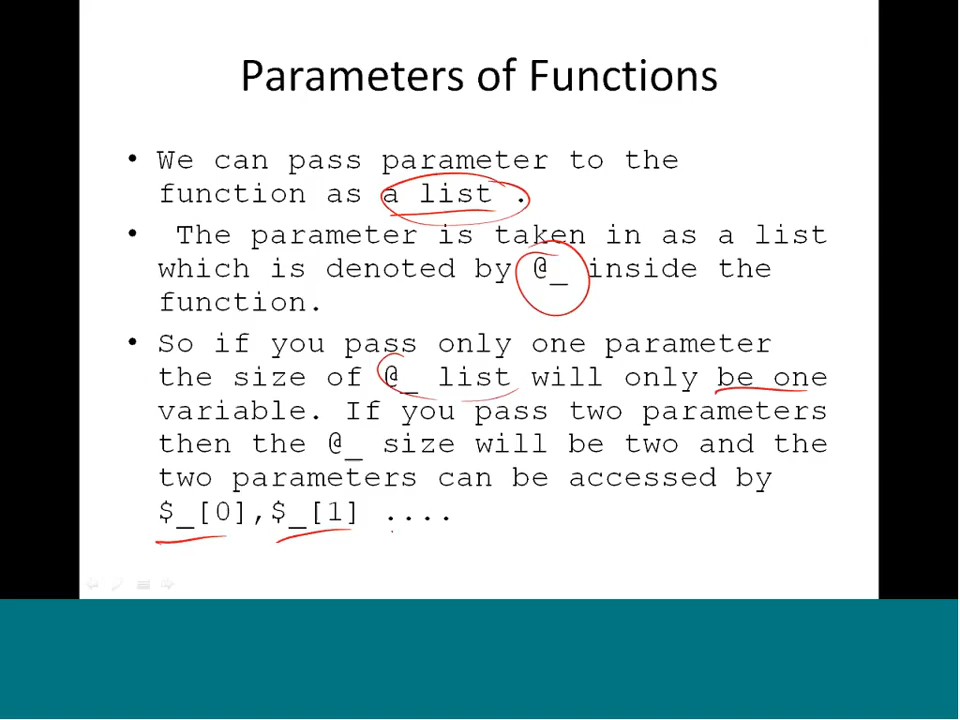 Parameters of Functions
• We can pass parameter to the
function as a list .
• The parameter is taken in as a list
which is denoted by @_ inside the
function.
• So if you pass only one parameter
the size of @_ list will only be one
variable. If you pass two parameters
then the @_ size will be two and the
two parameters can be accessed by
$_[0],$_[1] ....